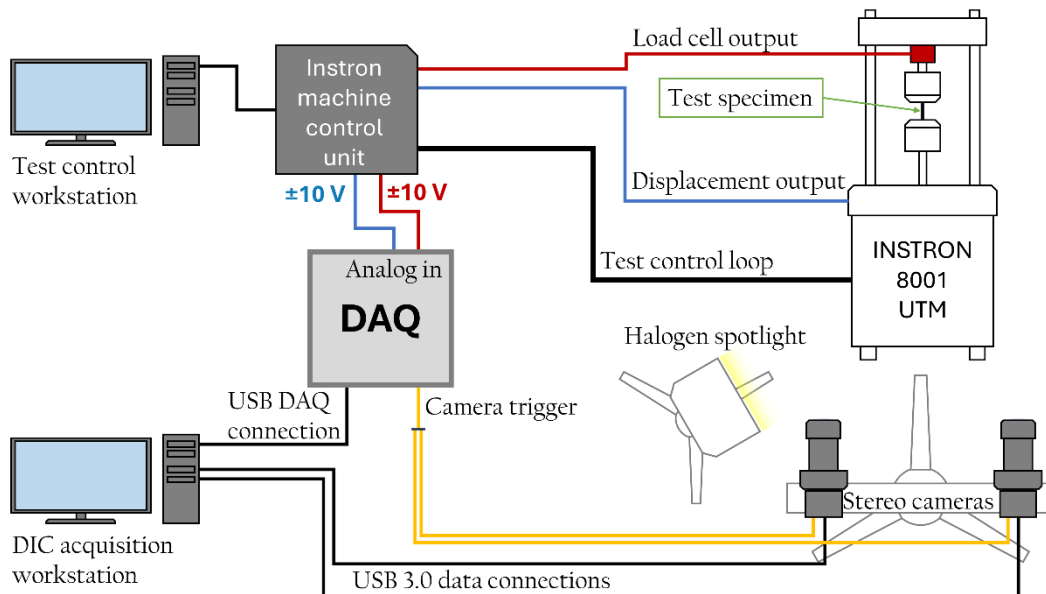 Load cell output
Instron
machine
control
unit
Test specimen
Test control
workstation
±10 V
±10 V
Displacement output
Analog in
DAQ
Test control loop
INSTRON
8001
UTM
Halogen spotlight
USB DAQ
connection
Camera trigger
Stereo cameras
DIC acquisition
workstation
USB 3.0 data connections